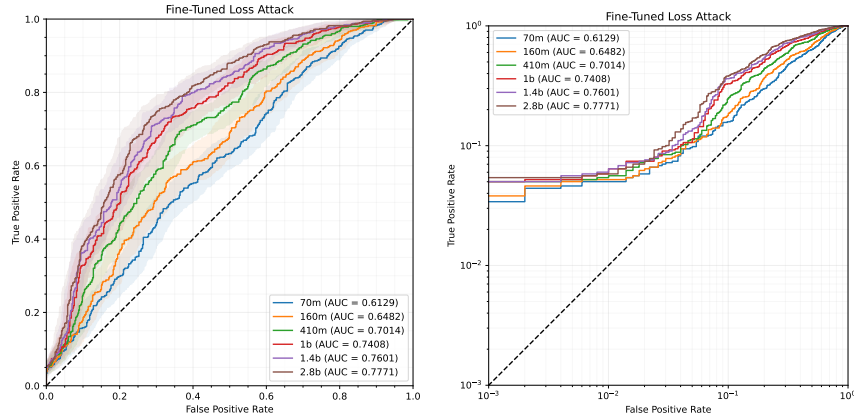 Fine-Tuned Loss Attack
True Positive Rate
1.0
0.8
0.6
0.4
0.2
0.0
0.0 0.2 0.4 0.6 0.8 1.0
False Positive Rate
70m (AUC = 0.6129)
160m (AUC = 0.6482)
410m (AUC = 0.7014)
1b (AUC = 0.7408)
1.4b (AUC = 0.7601)
2.8b (AUC = 0.7771)
Fine-Tuned Loss Attack
True Positive Rate
10⁰
10⁻¹
10⁻²
10⁻³
10⁻³ 10⁻² 10⁻¹ 10⁰
False Positive Rate
70m (AUC = 0.6129)
160m (AUC = 0.6482)
410m (AUC = 0.7014)
1b (AUC = 0.7408)
1.4b (AUC = 0.7601)
2.8b (AUC = 0.7771)